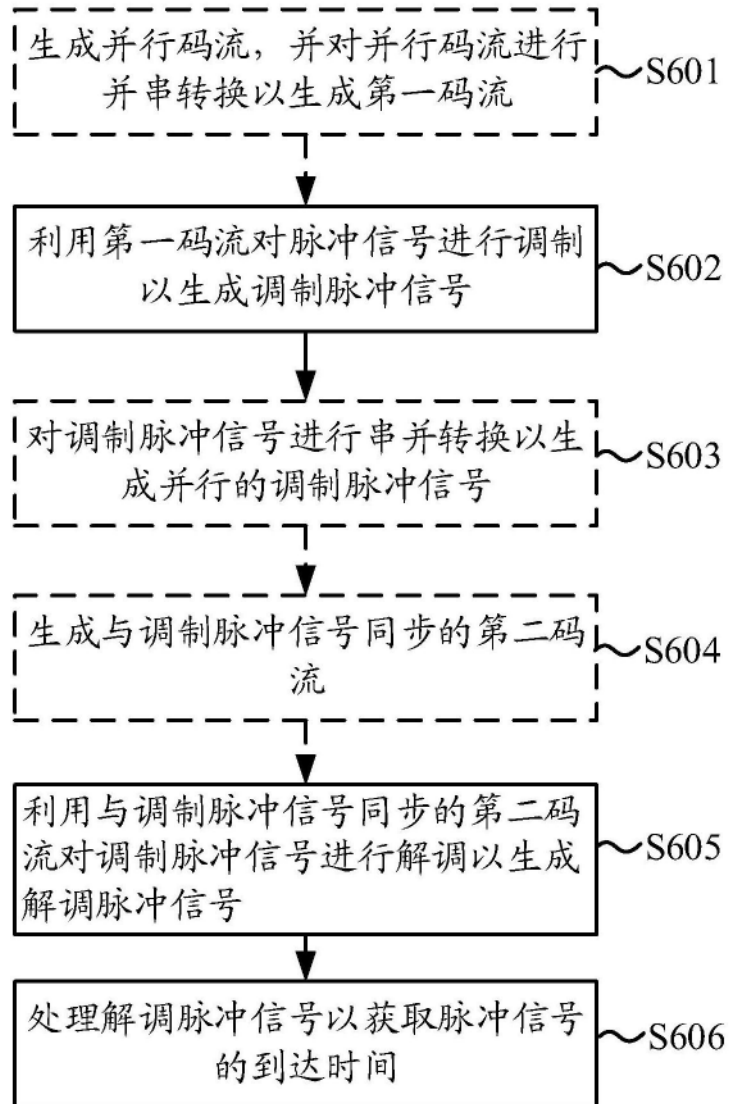 生成并行码流，并对并行码流进行
并串转换以生成第一码流
S601
利用第一码流对脉冲信号进行调制
以生成调制脉冲信号
S602
对调制脉冲信号进行串并转换以生
成并行的调制脉冲信号
S603
生成与调制脉冲信号同步的第二码
流
S604
利用与调制脉冲信号同步的第二码
流对调制脉冲信号进行解调以生成
解调脉冲信号
S605
处理解调脉冲信号以获取脉冲信号
的到达时间
S606